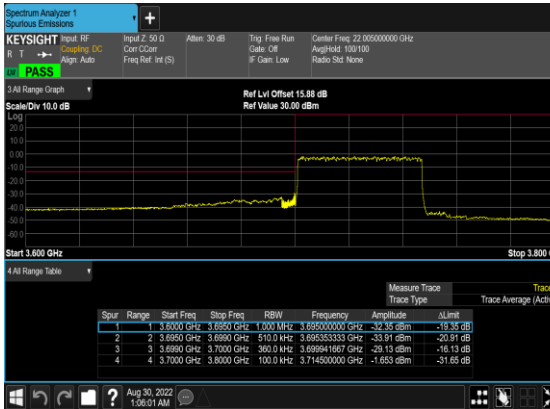 Spectrum Analyzer 1
Spurious Emissions
+
KEYSIGHT
R T
LXI PASS
Input: RF
Coupling: DC
Align: Auto
Input Z: 50 Ω
Corr CCorr
Freq Ref: Int (S)
Atten: 30 dB
Trig: Free Run
Gate: Off
IF Gain: Low
Center Freq: 22.005000000 GHz
Avg|Hold: 100/100
Radio Std: None
3 All Range Graph
Ref Lvl Offset 15.88 dB
Scale/Div 10.0 dB
Ref Value 30.00 dBm
Log
20.0
10.0
0.00
-10.0
-20.0
-30.0
-40.0
-50.0
-60.0
Start 3.600 GHz
Stop 3.800
4 All Range Table
Measure Trace Trace
Trace Type Trace Average (Acti
Spur Range Start Freq Stop Freq RBW Frequency Amplitude ΔLimit
1 1 3.6000 GHz 3.6950 GHz 1.000 MHz 3.695000000 GHz -32.35 dBm -19.35 dB
2 2 3.6950 GHz 3.6990 GHz 510.0 kHz 3.695353333 GHz -33.91 dBm -20.91 dB
3 3 3.6990 GHz 3.7000 GHz 360.0 kHz 3.699941667 GHz -29.13 dBm -16.13 dB
4 4 3.7000 GHz 3.8000 GHz 100.0 kHz 3.714500000 GHz -1.653 dBm -31.65 dB
?
Aug 30, 2022
1:06:01 AM